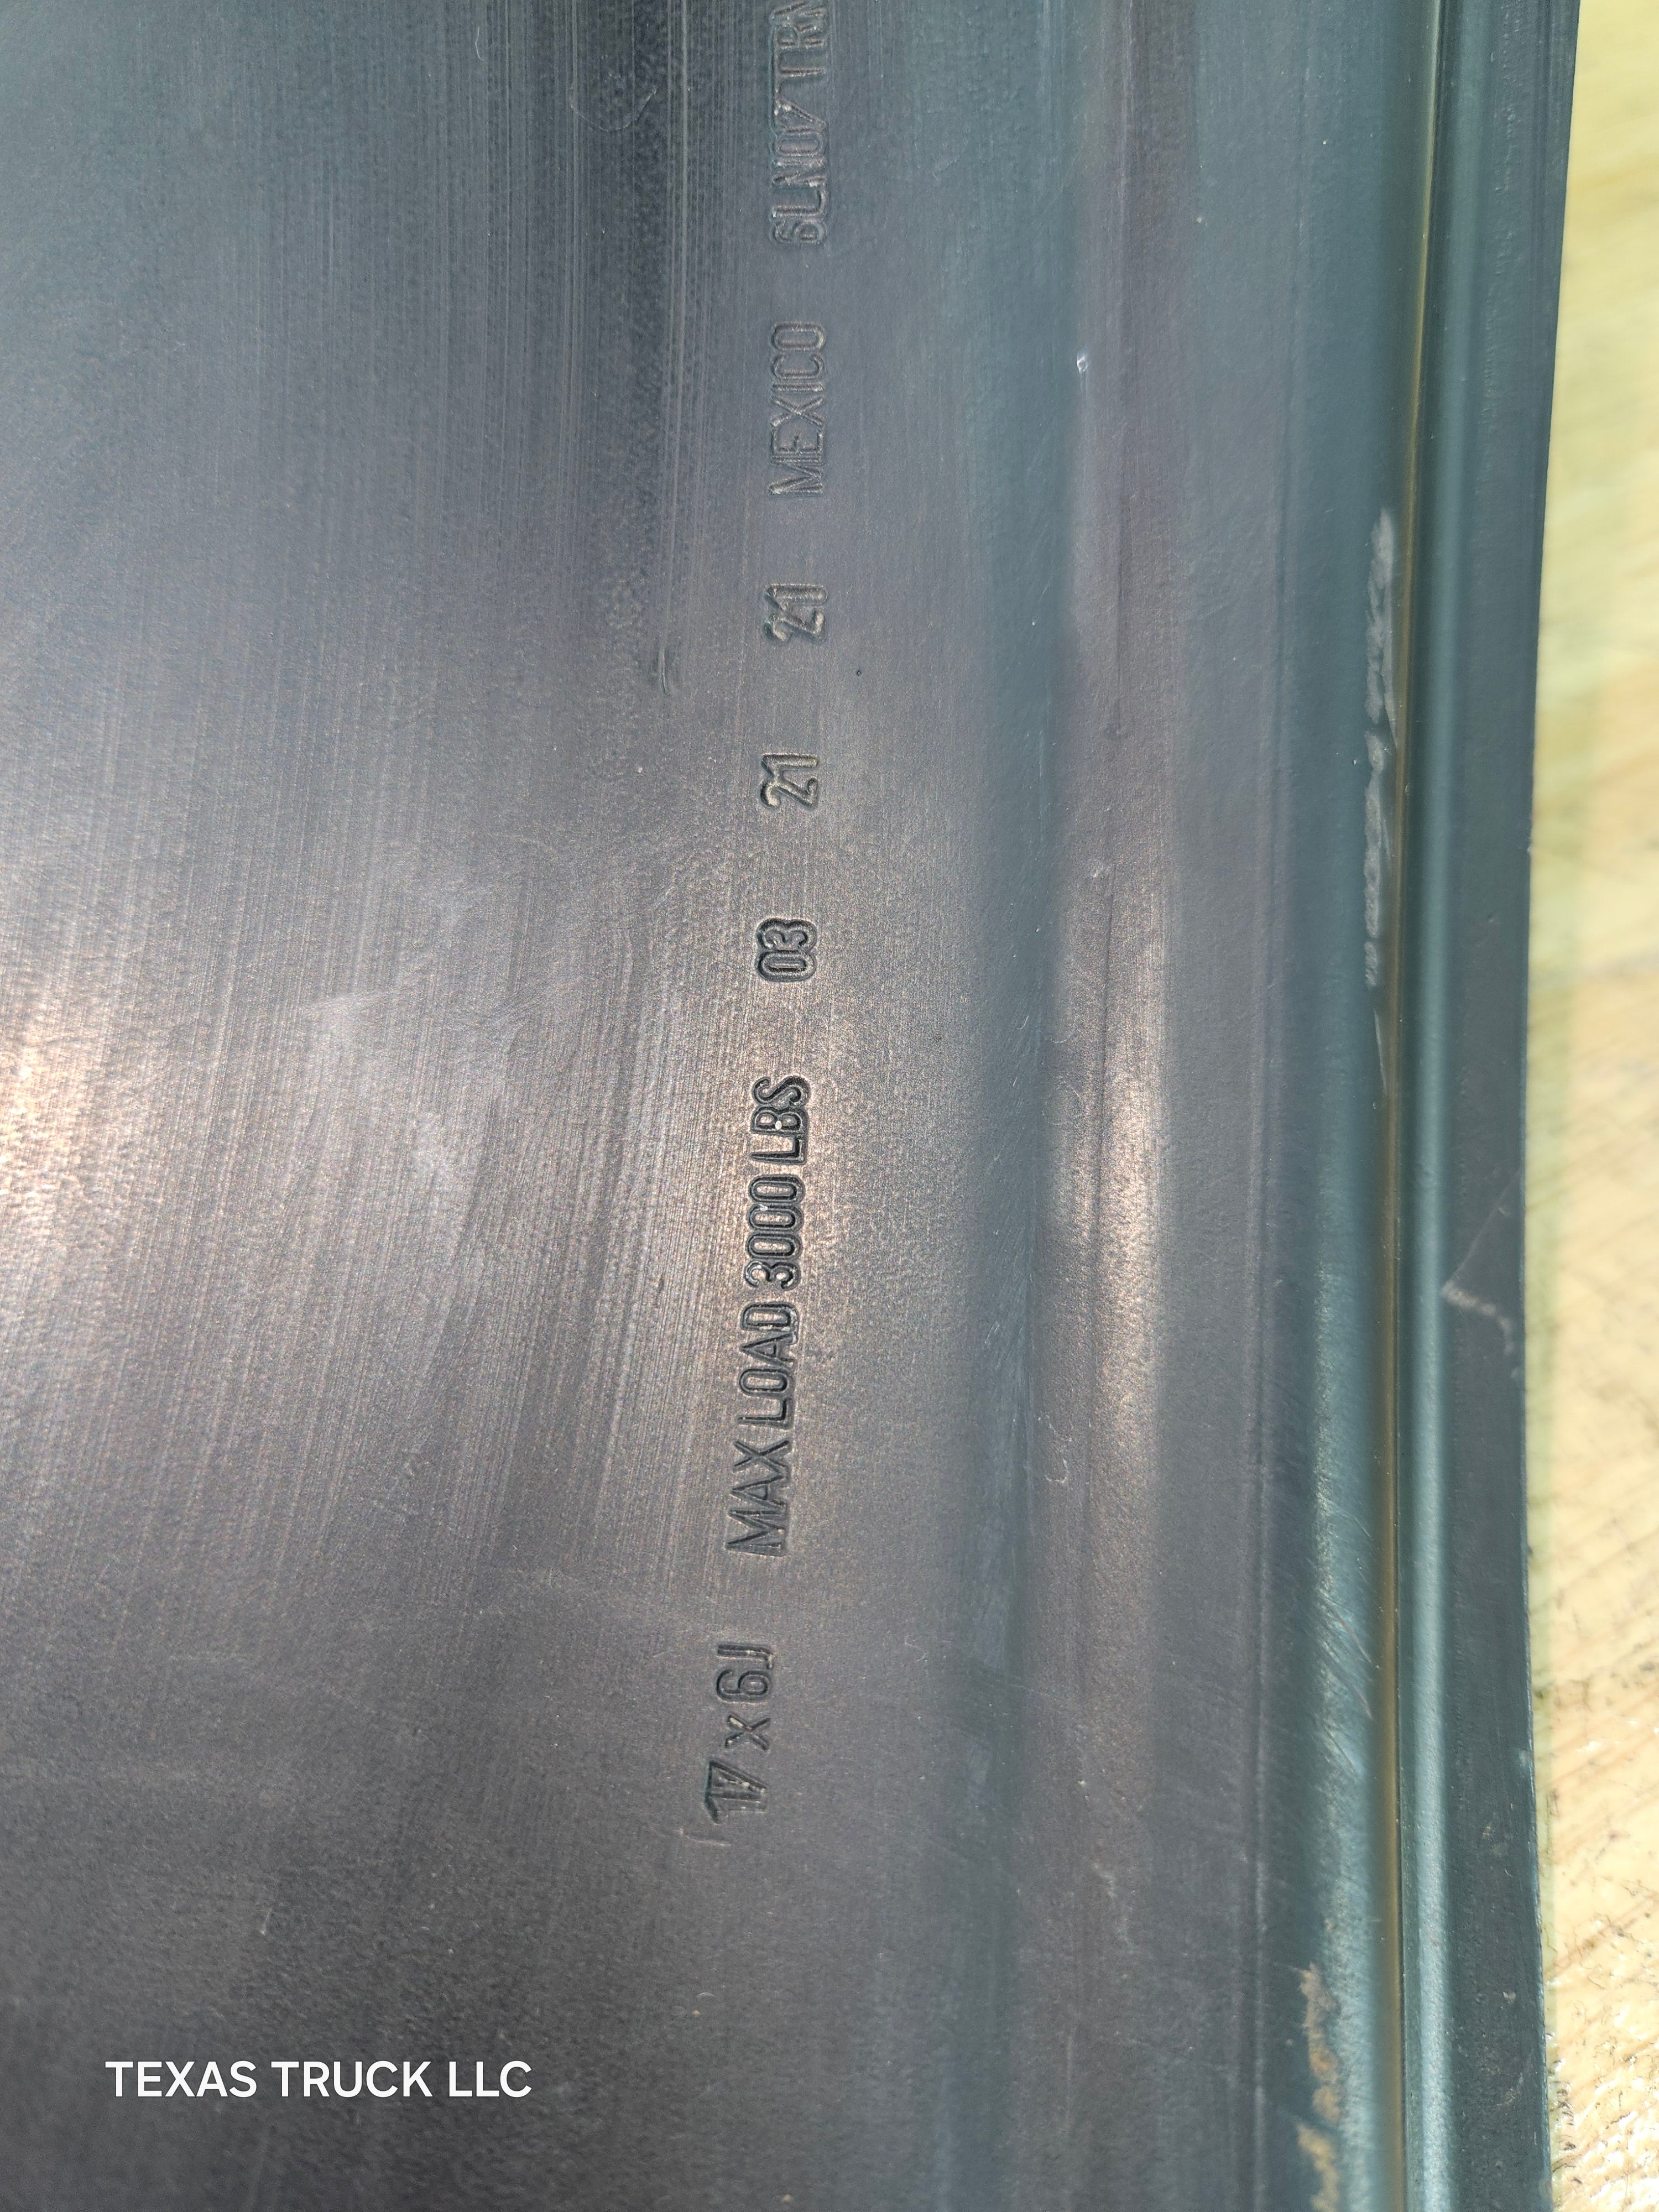 17 x 6J MAX LOAD 3000 LBS 03 21 21 MEXICO
TEXAS TRUCK LLC